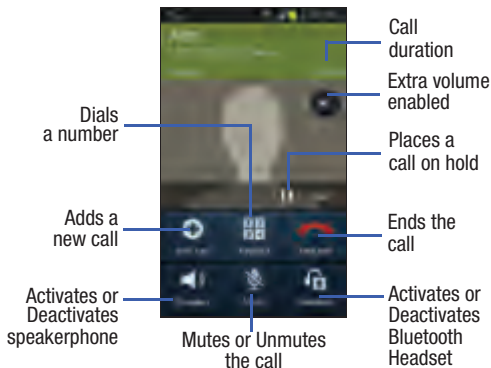 Call
duration
Extra volume
enabled
Dials
a number
Places a
call on hold
Adds a
new call
Ends the
call
Activates or
Deactivates
speakerphone
Mutes or Unmutes
the call
Activates or
Deactivates
Bluetooth
Headset